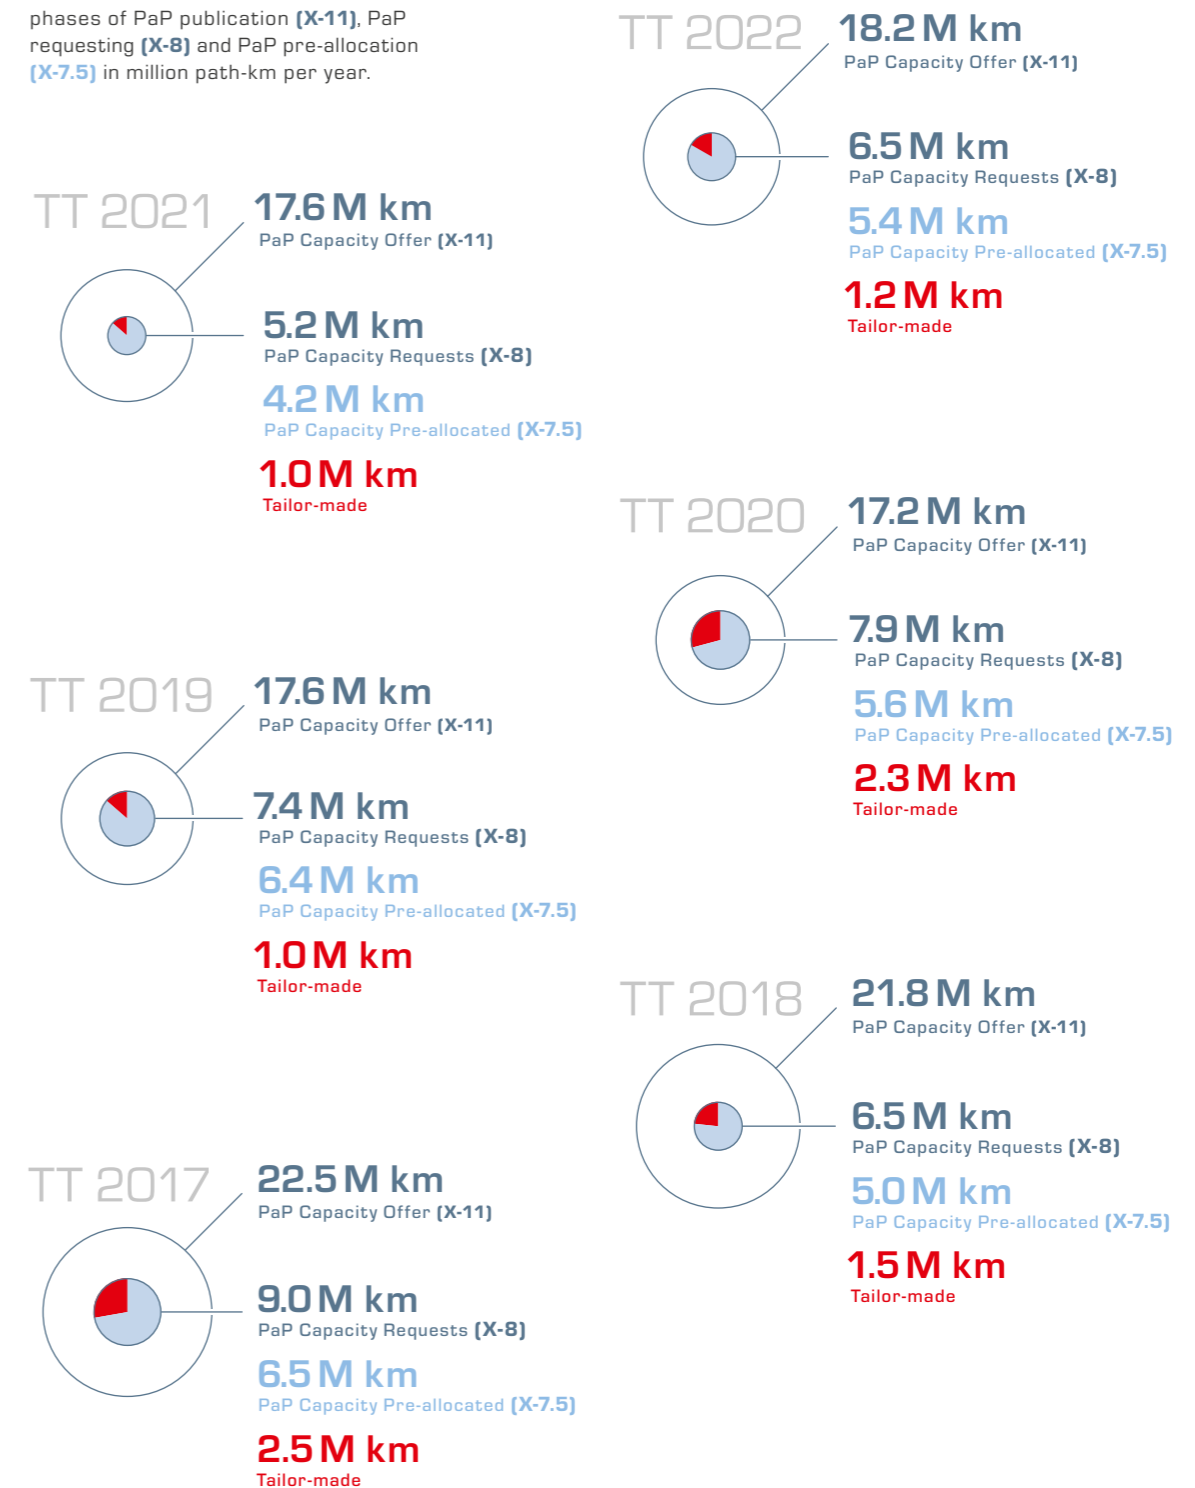 phases of PaP publication (X-11), PaP
requesting (X-8) and PaP pre-allocation
(X-7.5) in million path-km per year.
TT 2022
18.2 M km
PaP Capacity Offer (X-11)
6.5 M km
PaP Capacity Requests (X-8)
5.4 M km
PaP Capacity Pre-allocated (X-7.5)
1.2 M km
Tailor-made
TT 2021
17.6 M km
PaP Capacity Offer (X-11)
5.2 M km
PaP Capacity Requests (X-8)
4.2 M km
PaP Capacity Pre-allocated (X-7.5)
1.0 M km
Tailor-made
TT 2020
17.2 M km
PaP Capacity Offer (X-11)
7.9 M km
PaP Capacity Requests (X-8)
5.6 M km
PaP Capacity Pre-allocated (X-7.5)
2.3 M km
Tailor-made
TT 2019
17.6 M km
PaP Capacity Offer (X-11)
7.4 M km
PaP Capacity Requests (X-8)
6.4 M km
PaP Capacity Pre-allocated (X-7.5)
1.0 M km
Tailor-made
TT 2018
21.8 M km
PaP Capacity Offer (X-11)
6.5 M km
PaP Capacity Requests (X-8)
5.0 M km
PaP Capacity Pre-allocated (X-7.5)
1.5 M km
Tailor-made
TT 2017
22.5 M km
PaP Capacity Offer (X-11)
9.0 M km
PaP Capacity Requests (X-8)
6.5 M km
PaP Capacity Pre-allocated (X-7.5)
2.5 M km
Tailor-made